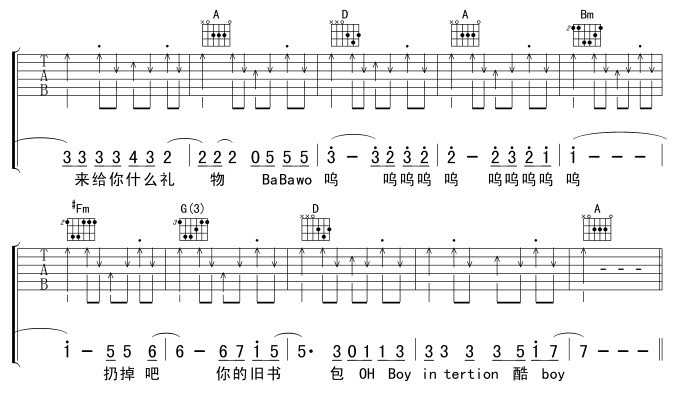 A D A Bm
T
A
B
3 3 3 3 4 3 2 2 2 2 0 5 5 5 3 - 3 2 3 2 2 - 2 3 2 1 1 - - -
来给你什么礼 物 BaBawo 呜 呜呜呜 呜 呜呜呜呜 呜
#Fm G(3) D A
T
A
B
1 - 5 5 6 6 - 6 7 1 5 5· 3 0 1 1 3 3 3 3 3 5 1 7 7 - - -
扔掉 吧 你的旧书 包 OH Boy in tertion 酷 boy